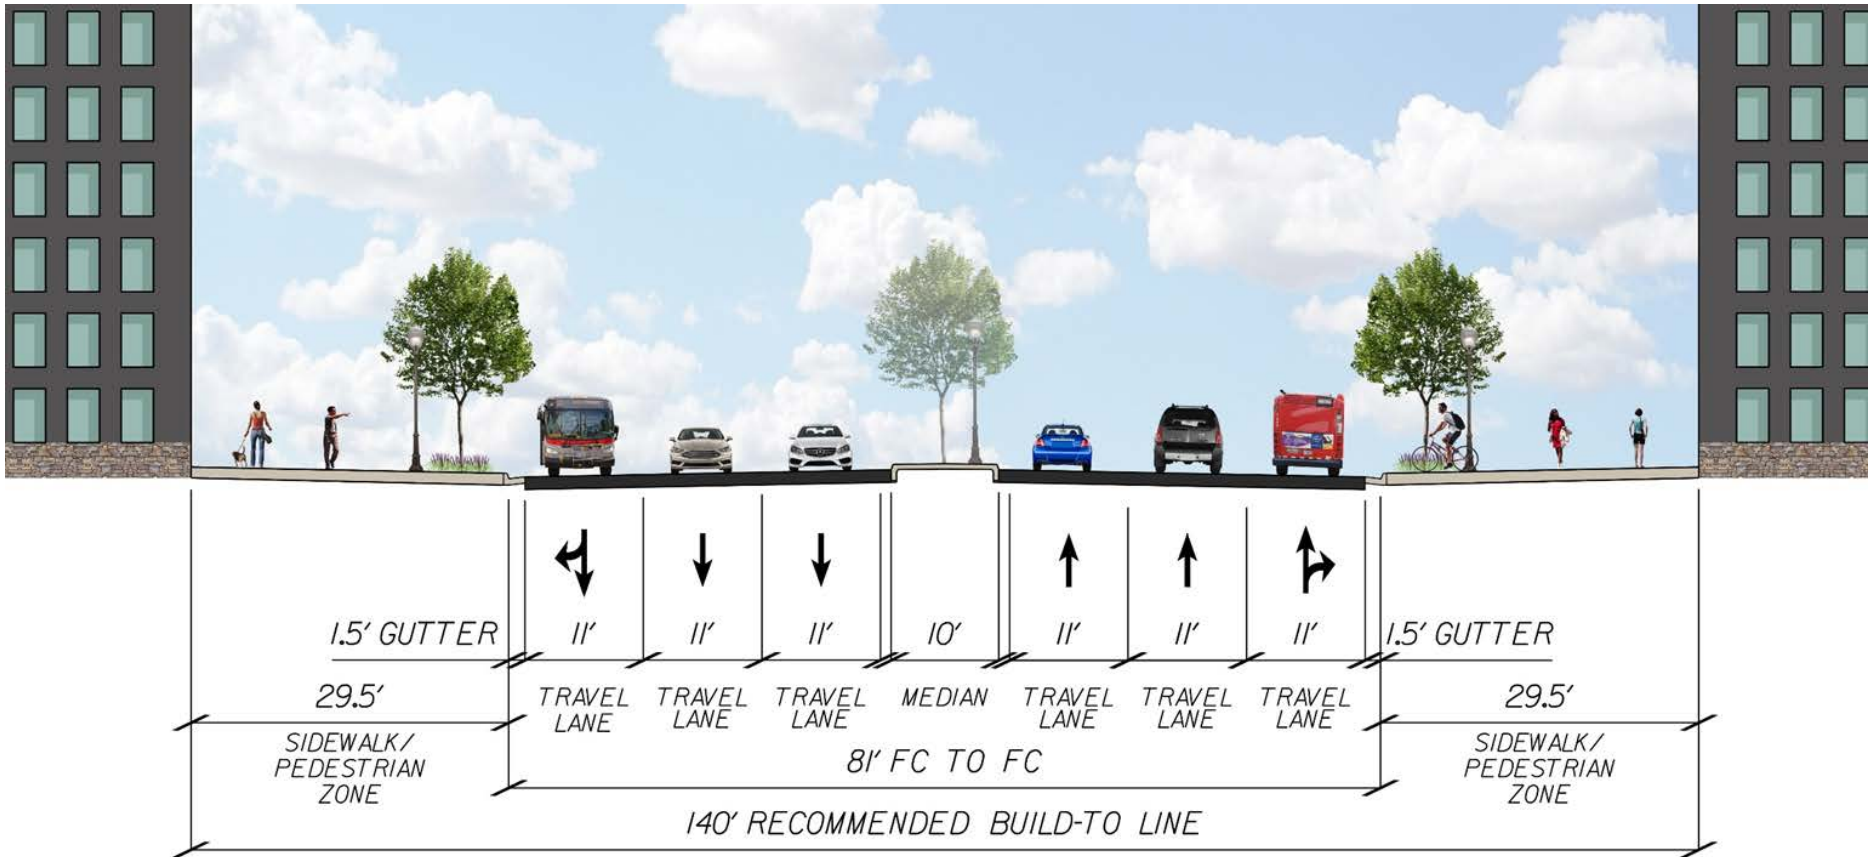 1.5' GUTTER
11'
11'
11'
10'
11'
11'
11'
1.5' GUTTER
29.5'
TRAVEL
LANE
TRAVEL
LANE
TRAVEL
LANE
MEDIAN
TRAVEL
LANE
TRAVEL
LANE
TRAVEL
LANE
29.5'
SIDEWALK/
PEDESTRIAN
ZONE
81' FC TO FC
SIDEWALK/
PEDESTRIAN
ZONE
140' RECOMMENDED BUILD-TO LINE